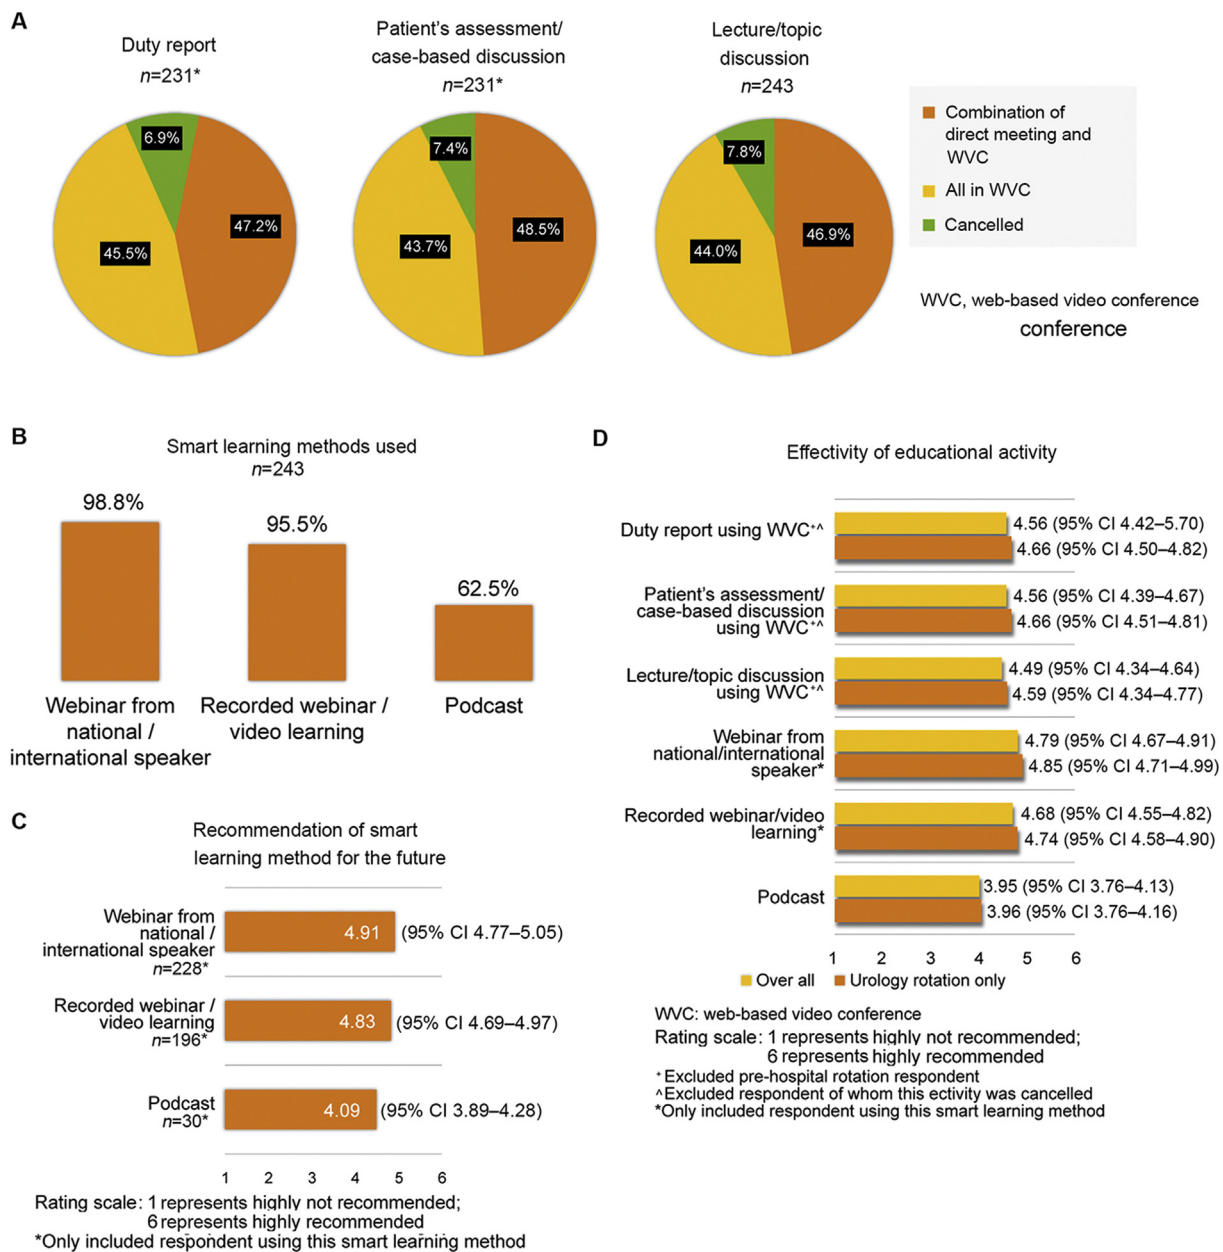 A
Duty report
n=231*
Patient's assessment/
case-based discussion
n=231*
Lecture/topic
discussion
n=243
6.9%
47.2%
45.5%
7.4%
48.5%
43.7%
7.8%
46.9%
44.0%
Combination of
direct meeting and
WVC
All in WVC
Cancelled
WVC, web-based video conference
conference
B
Smart learning methods used
n=243
98.8%
95.5%
62.5%
Webinar from
national /
international speaker
Recorded webinar /
video learning
Podcast
C
Recommendation of smart
learning method for the future
Webinar from
national /
international speaker
n=228*
4.91 (95% CI 4.77–5.05)
Recorded webinar /
video learning
n=196*
4.83 (95% CI 4.69–4.97)
Podcast
n=30*
4.09 (95% CI 3.89–4.28)
1 2 3 4 5 6
Rating scale: 1 represents highly not recommended;
6 represents highly recommended
*Only included respondent using this smart learning method
D
Effectivity of educational activity
Duty report using WVC+^
4.56 (95% CI 4.42–5.70)
4.66 (95% CI 4.50–4.82)
Patient's assessment/
case-based discussion
using WVC+^
4.56 (95% CI 4.39–4.67)
4.66 (95% CI 4.51–4.81)
Lecture/topic discussion
using WVC+^
4.49 (95% CI 4.34–4.64)
4.59 (95% CI 4.34–4.77)
Webinar from
national/international
speaker*
4.79 (95% CI 4.67–4.91)
4.85 (95% CI 4.71–4.99)
Recorded webinar/video
learning*
4.68 (95% CI 4.55–4.82)
4.74 (95% CI 4.58–4.90)
Podcast
3.95 (95% CI 3.76–4.13)
3.96 (95% CI 3.76–4.16)
1 2 3 4 5 6
Over all
Urology rotation only
WVC: web-based video conference
Rating scale: 1 represents highly not recommended;
6 represents highly recommended
+Excluded pre-hospital rotation respondent
^Excluded respondent of whom this ectivity was cancelled
*Only included respondent using this smart learning method